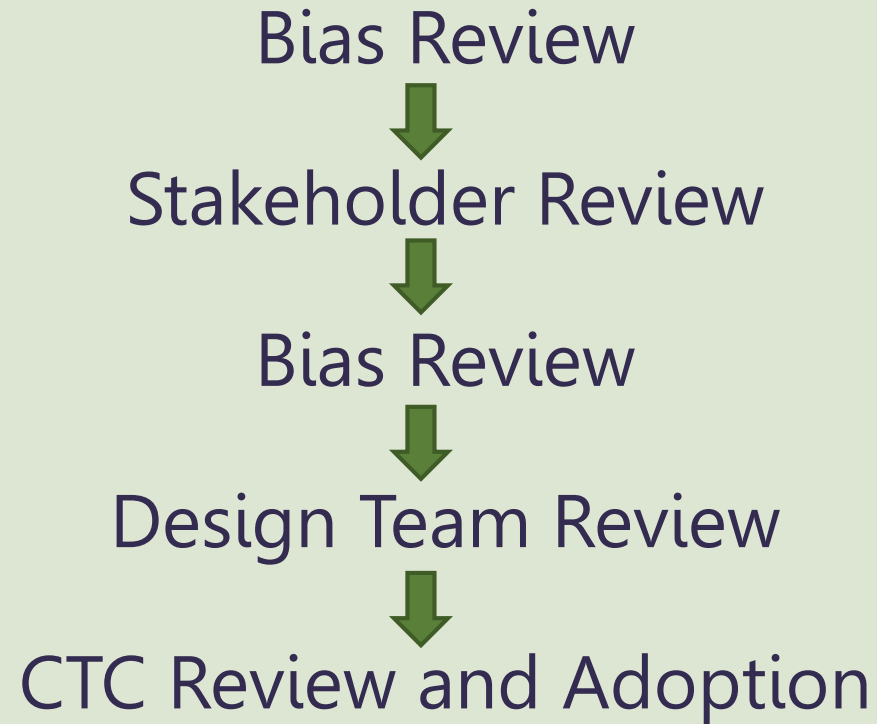 Bias Review
Stakeholder Review
Bias Review
Design Team Review
CTC Review and Adoption